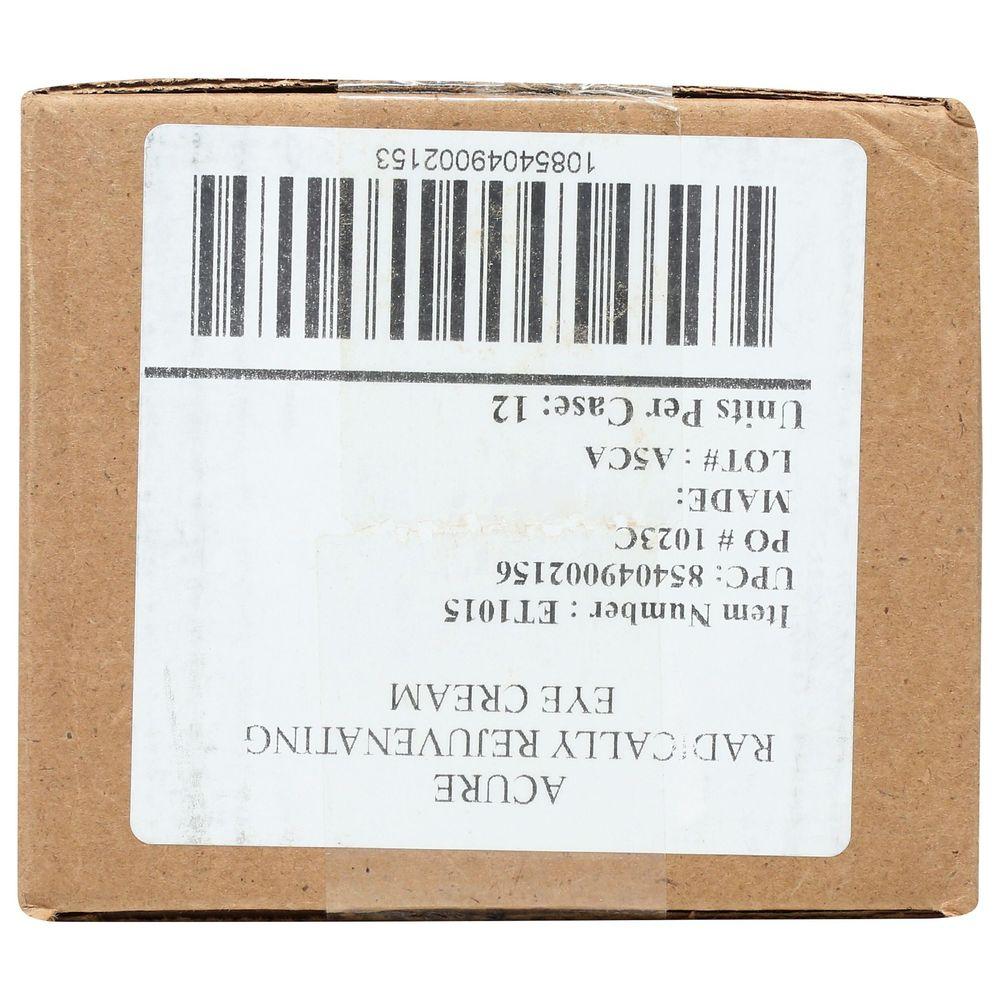 ACURE
RADICALLY REJUVENATING
EYE CREAM
Item Number : ET1015
UPC: 854049002156
PO # 1023C
MADE:
LOT# : A5CA
Units Per Case: 12
10854049002153